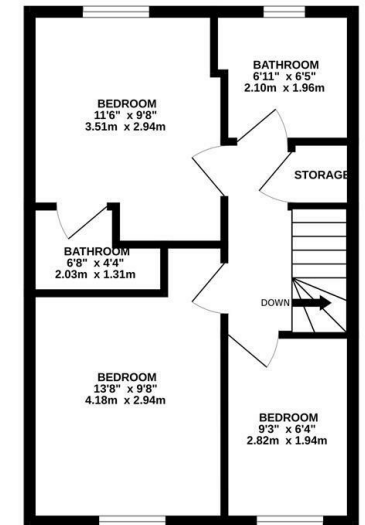 BATHROOM
6'11" x 6'5"
2.10m x 1.96m
BEDROOM
11'6" x 9'8"
3.51m x 2.94m
STORAGE
BATHROOM
6'8" x 4'4"
2.03m x 1.31m
DOWN
BEDROOM
13'8" x 9'8"
4.18m x 2.94m
BEDROOM
9'3" x 6'4"
2.82m x 1.94m